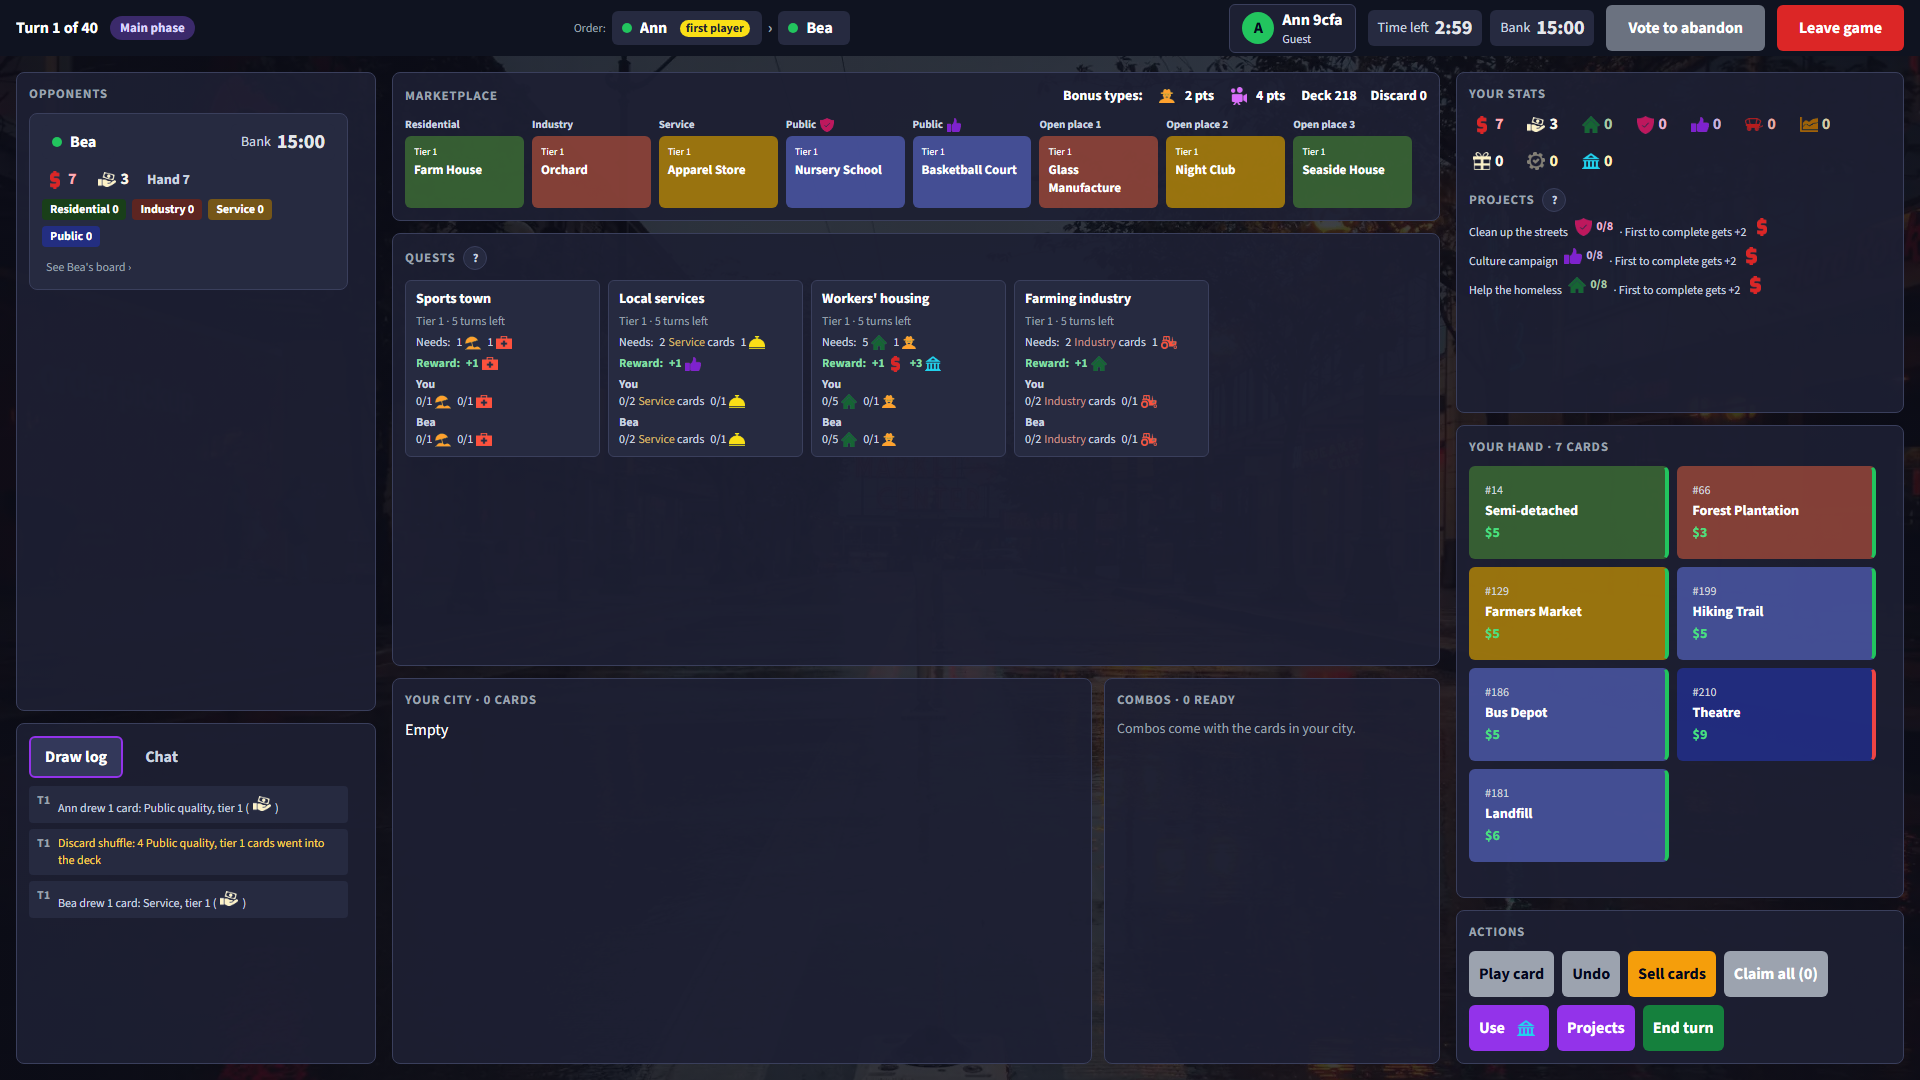 Turn 1 of 40 Main phase
Order: Ann first player › Bea
A Ann 9cfa
Guest
Time left 2:59
Bank 15:00
Vote to abandon
Leave game
OPPONENTS
Bea Bank 15:00
7 3 Hand 7
Residential 0 Industry 0 Service 0
Public 0
See Bea's board ›
Draw log Chat
T1 Ann drew 1 card: Public quality, tier 1 ( )
T1 Discard shuffle: 4 Public quality, tier 1 cards went into
the deck
T1 Bea drew 1 card: Service, tier 1 ( )
MARKETPLACE
Bonus types: 2 pts 4 pts Deck 218 Discard 0
Residential Industry Service Public Public Open place 1 Open place 2 Open place 3
Tier 1 Tier 1 Tier 1 Tier 1 Tier 1 Tier 1 Tier 1 Tier 1
Farm House Orchard Apparel Store Nursery School Basketball Court Glass Night Club Seaside House
Manufacture
QUESTS ?
Sports town
Tier 1 · 5 turns left
Needs: 1 1
Reward: +1
You
0/1 0/1
Bea
0/1 0/1
Local services
Tier 1 · 5 turns left
Needs: 2 Service cards 1
Reward: +1
You
0/2 Service cards 0/1
Bea
0/2 Service cards 0/1
Workers' housing
Tier 1 · 5 turns left
Needs: 5 1
Reward: +1 +3
You
0/5 0/1
Bea
0/5 0/1
Farming industry
Tier 1 · 5 turns left
Needs: 2 Industry cards 1
Reward: +1
You
0/2 Industry cards 0/1
Bea
0/2 Industry cards 0/1
YOUR CITY · 0 CARDS
Empty
COMBOS · 0 READY
Combos come with the cards in your city.
YOUR STATS
7 3 0 0 0 0 0
0 0 0
PROJECTS ?
Clean up the streets 0/8 · First to complete gets +2
Culture campaign 0/8 · First to complete gets +2
Help the homeless 0/8 · First to complete gets +2
YOUR HAND · 7 CARDS
#14
Semi-detached
$5
#66
Forest Plantation
$3
#129
Farmers Market
$5
#199
Hiking Trail
$5
#186
Bus Depot
$5
#210
Theatre
$9
#181
Landfill
$6
ACTIONS
Play card Undo Sell cards Claim all (0)
Use Projects End turn